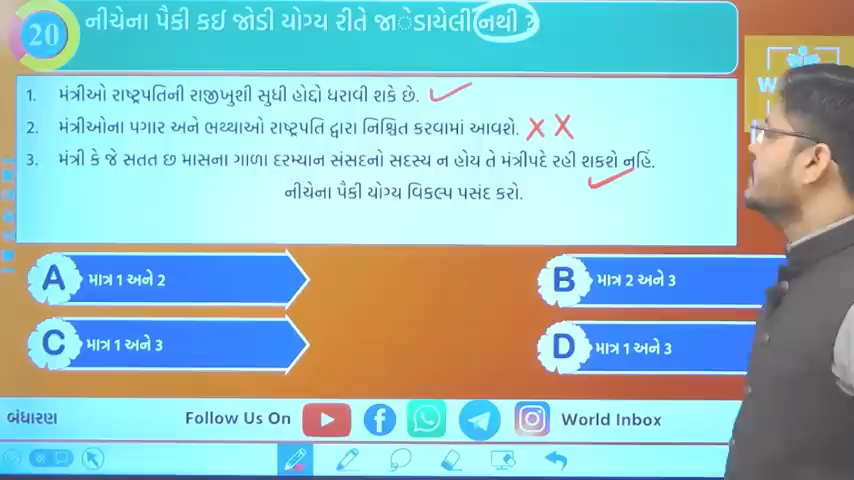 20
નીચેના પૈકી કઈ જોડી યોગ્ય રીતે જાેડાયેલી નથી ?
1. મંત્રીઓ રાષ્ટ્રપતિની રાજીખુશી સુધી હોદ્દો ધરાવી શકે છે.
2. મંત્રીઓના પગાર અને ભથ્થાઓ રાષ્ટ્રપતિ દ્વારા નિશ્ચિત કરવામાં આવશે.
3. મંત્રી કે જે સતત છ માસના ગાળા દરમ્યાન સંસદનો સદસ્ય ન હોય તે મંત્રીપદે રહી શકશે નહિં.
નીચેના પૈકી યોગ્ય વિકલ્પ પસંદ કરો.
A માત્ર 1 અને 2
B માત્ર 2 અને 3
C માત્ર 1 અને 3
D માત્ર 1 અને 3
બંધારણ
Follow Us On
World Inbox